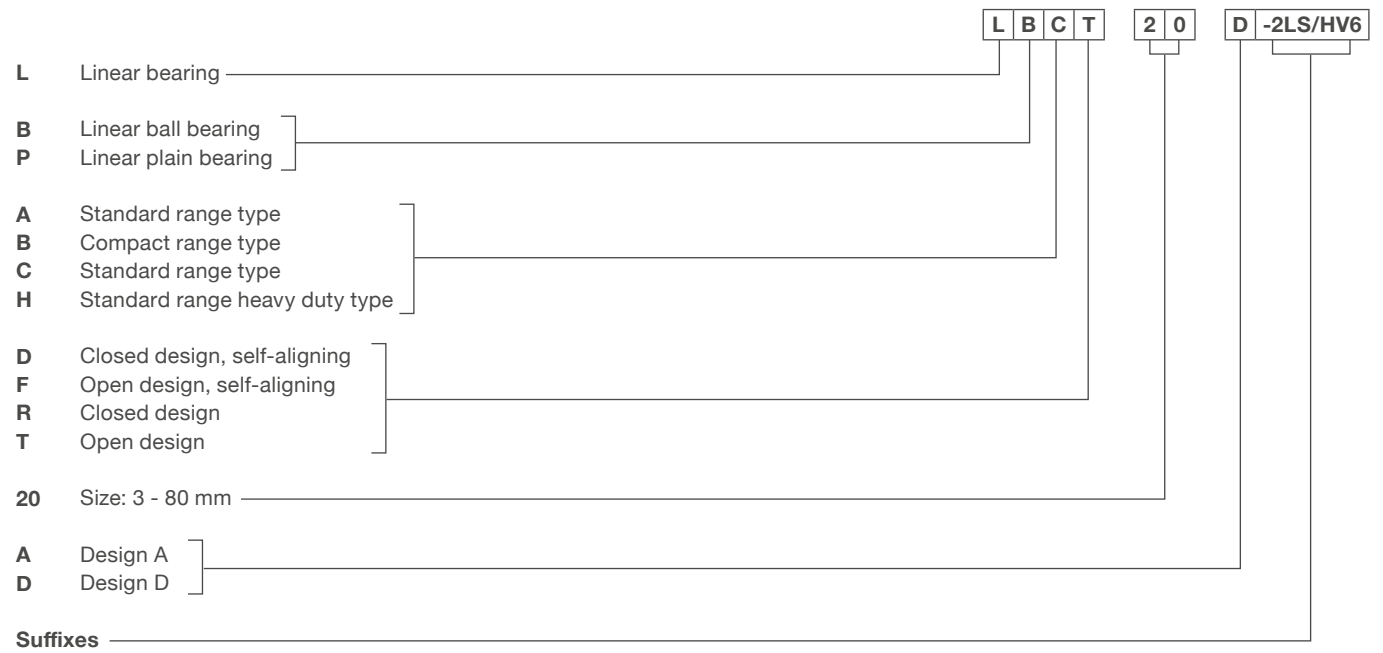 L B C T 2 0 D -2LS/HV6
L Linear bearing
B Linear ball bearing
P Linear plain bearing
A Standard range type
B Compact range type
C Standard range type
H Standard range heavy duty type
D Closed design, self-aligning
F Open design, self-aligning
R Closed design
T Open design
20 Size: 3 - 80 mm
A Design A
D Design D
Suffixes